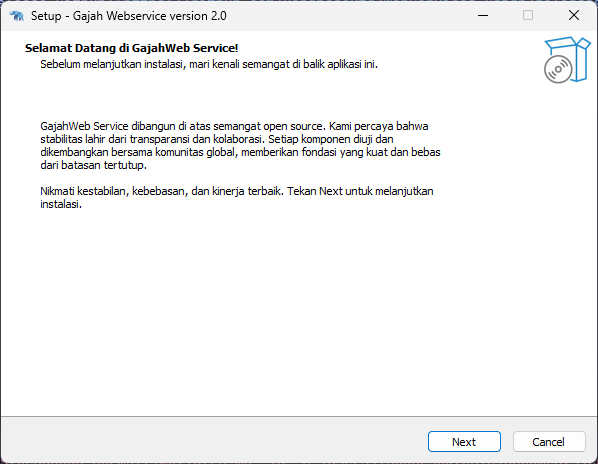 Setup - Gajah Webservice version 2.0
Selamat Datang di GajahWeb Service!
Sebelum melanjutkan instalasi, mari kenali semangat di balik aplikasi ini.
GajahWeb Service dibangun di atas semangat open source. Kami percaya bahwa
stabilitas lahir dari transparansi dan kolaborasi. Setiap komponen diuji dan
dikembangkan bersama komunitas global, memberikan fondasi yang kuat dan bebas
dari batasan tertutup.
Nikmati kestabilan, kebebasan, dan kinerja terbaik. Tekan Next untuk melanjutkan
instalasi.
Next
Cancel